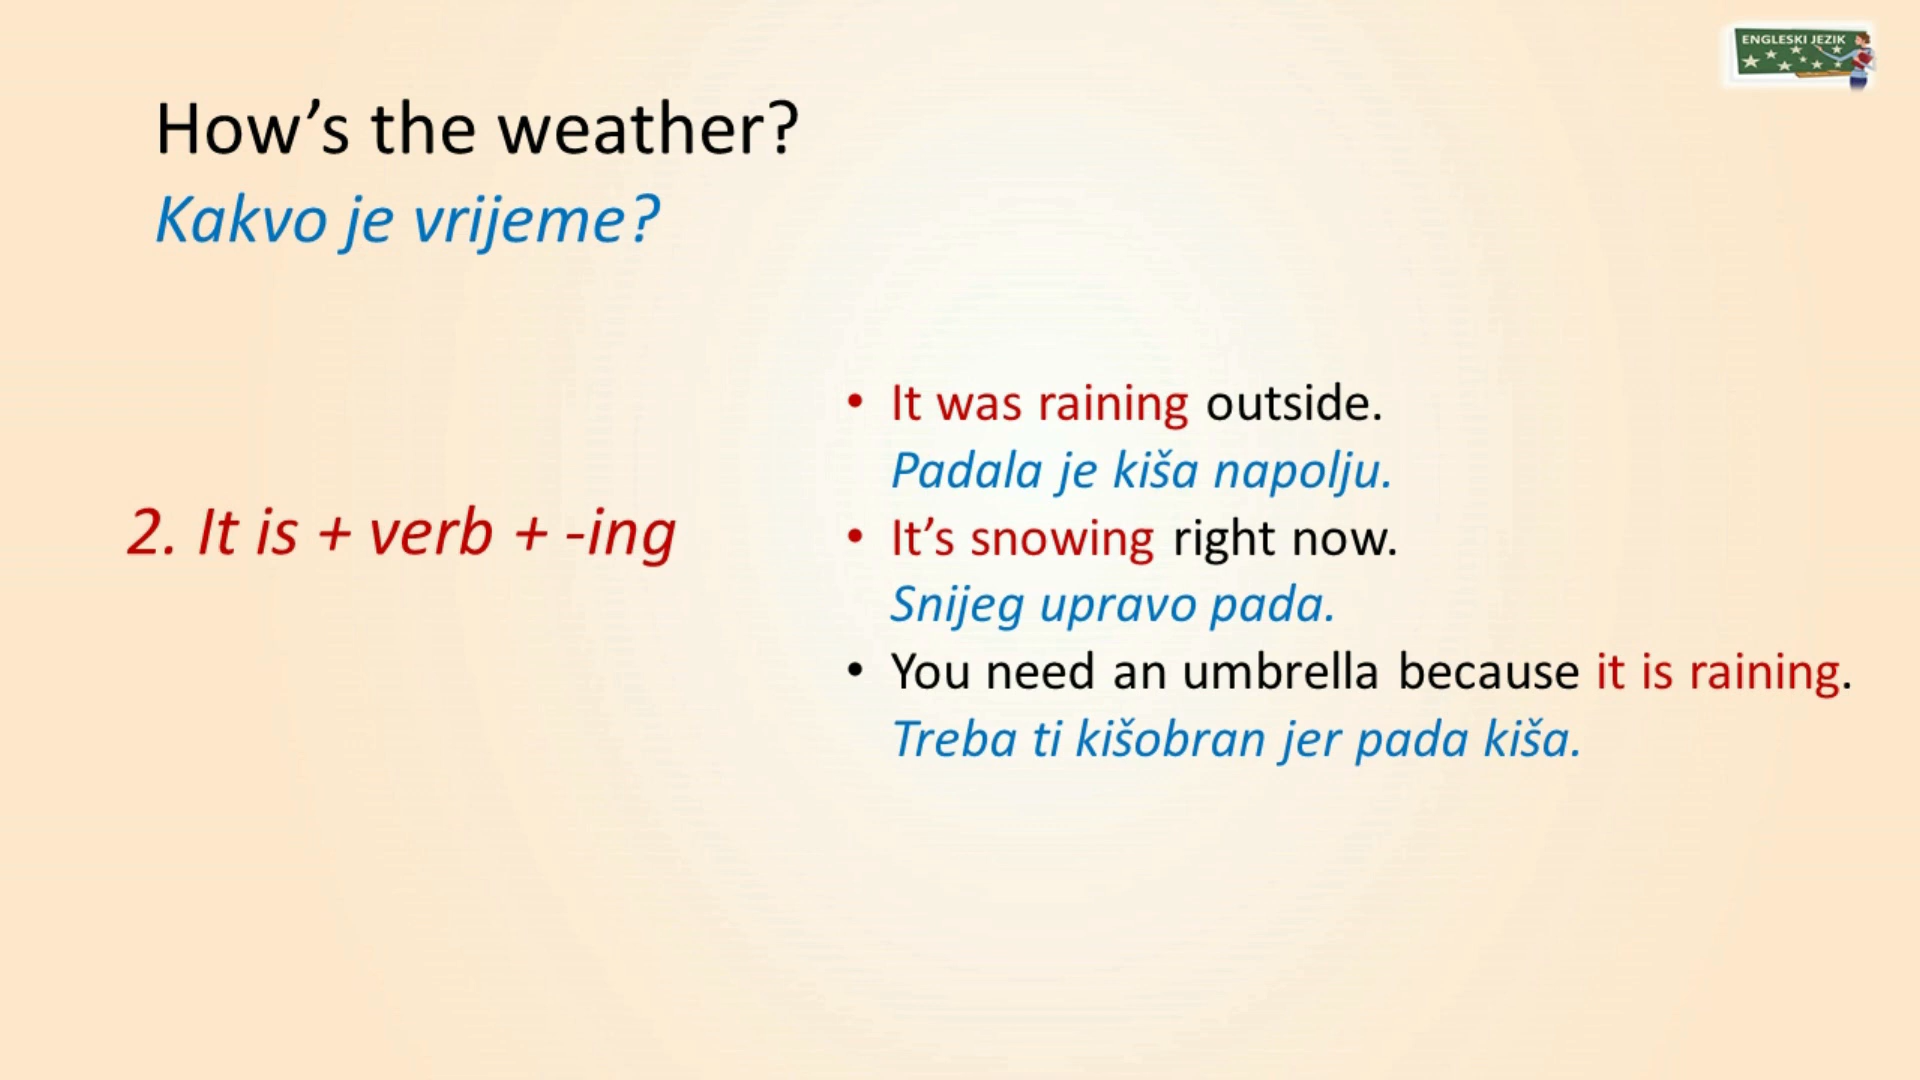 ENGLESKI JEZIK
How’s the weather?
Kakvo je vrijeme?
2. It is + verb + -ing
• It was raining outside.
Padala je kiša napolju.
• It’s snowing right now.
Snijeg upravo pada.
• You need an umbrella because it is raining.
Treba ti kišobran jer pada kiša.